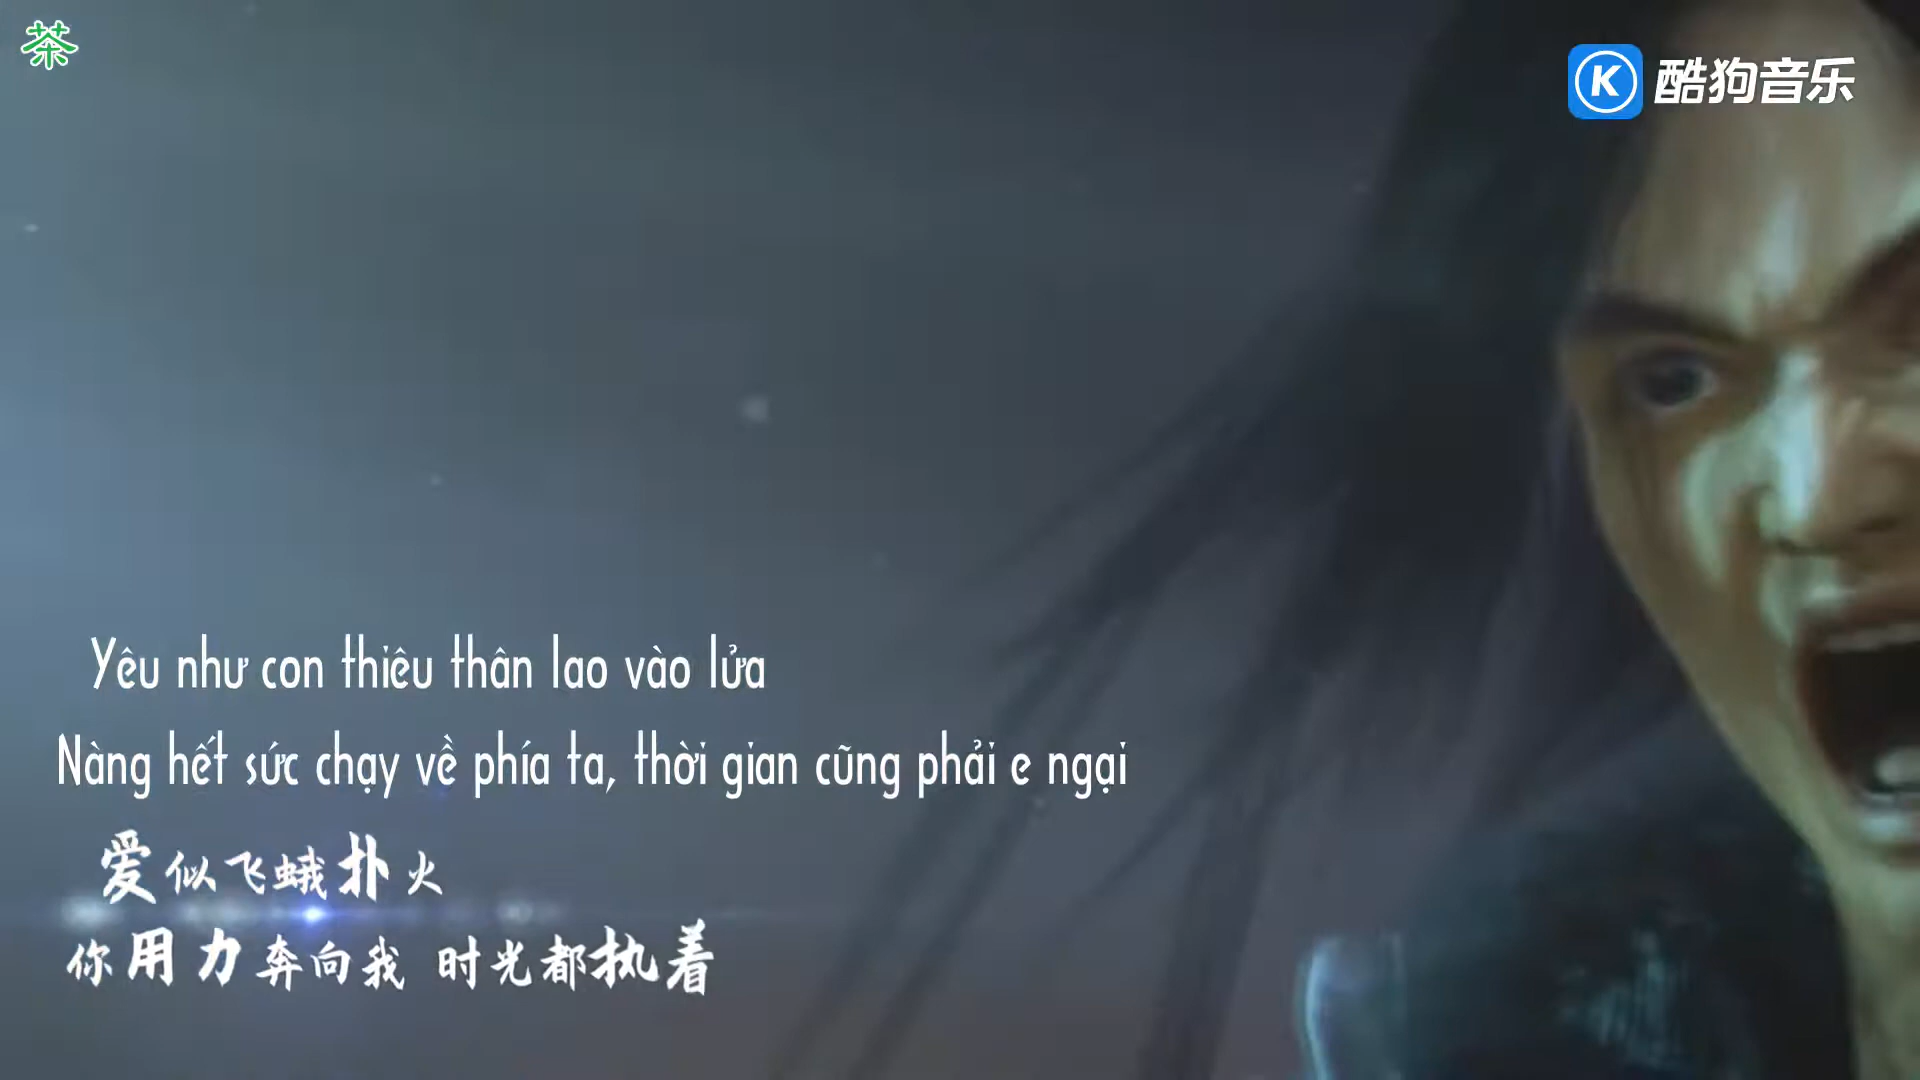 茶
酷狗音乐
Yêu như con thiêu thân lao vào lửa
Nàng hết sức chạy về phía ta, thời gian cũng phải e ngại
爱似飞蛾扑火
你用力奔向我 时光都执着